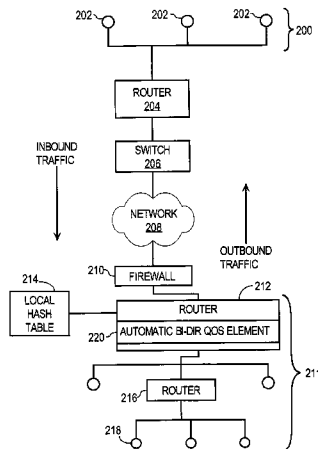 202 202 202
200
ROUTER
204
INBOUND
TRAFFIC
SWITCH
206
NETWORK
208
OUTBOUND
TRAFFIC
210
FIREWALL
214
212
LOCAL
HASH
TABLE
ROUTER
220
AUTOMATIC BI-DIR QOS ELEMENT
211
216
ROUTER
218